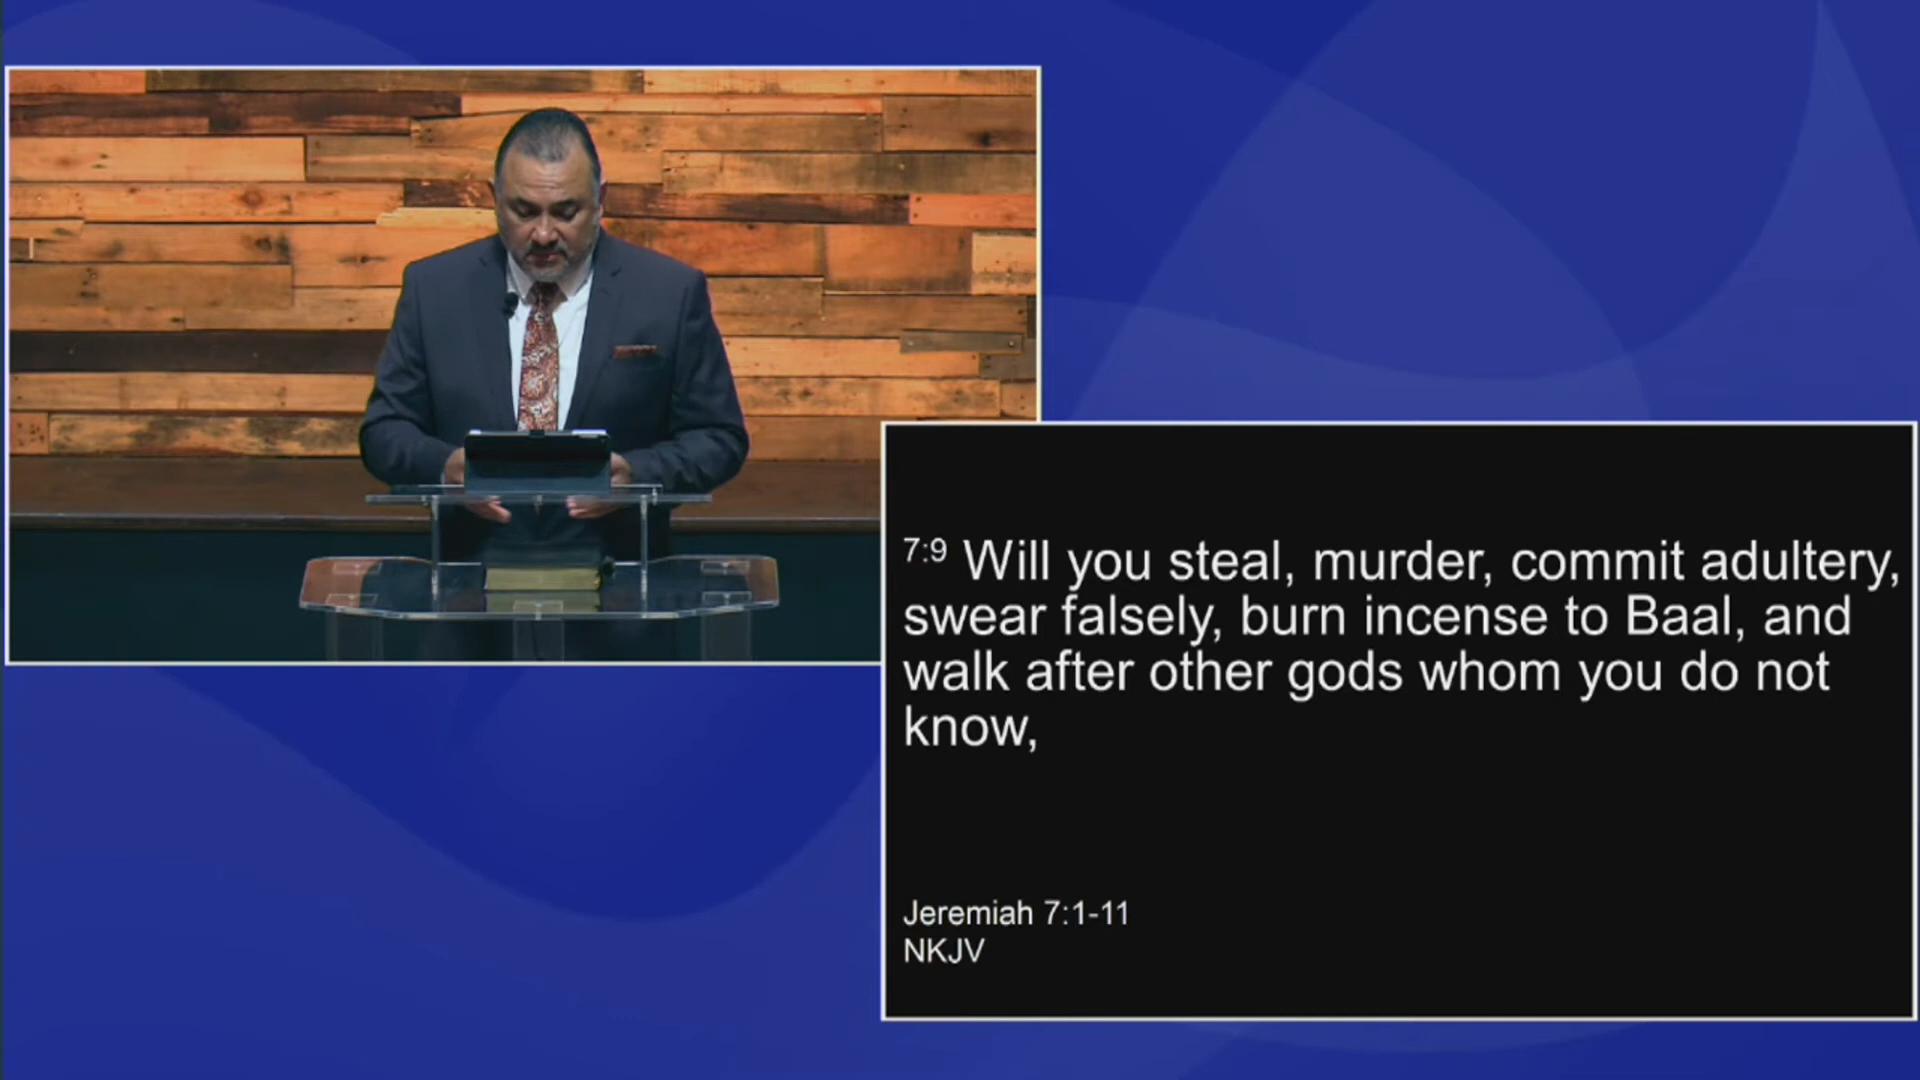 7:9 Will you steal, murder, commit adultery,
swear falsely, burn incense to Baal, and
walk after other gods whom you do not
know,
Jeremiah 7:1-11
NKJV